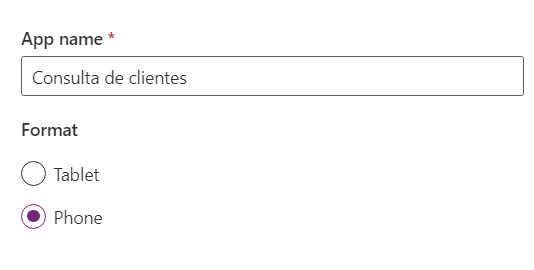 App name *
Consulta de clientes
Format
Tablet
Phone